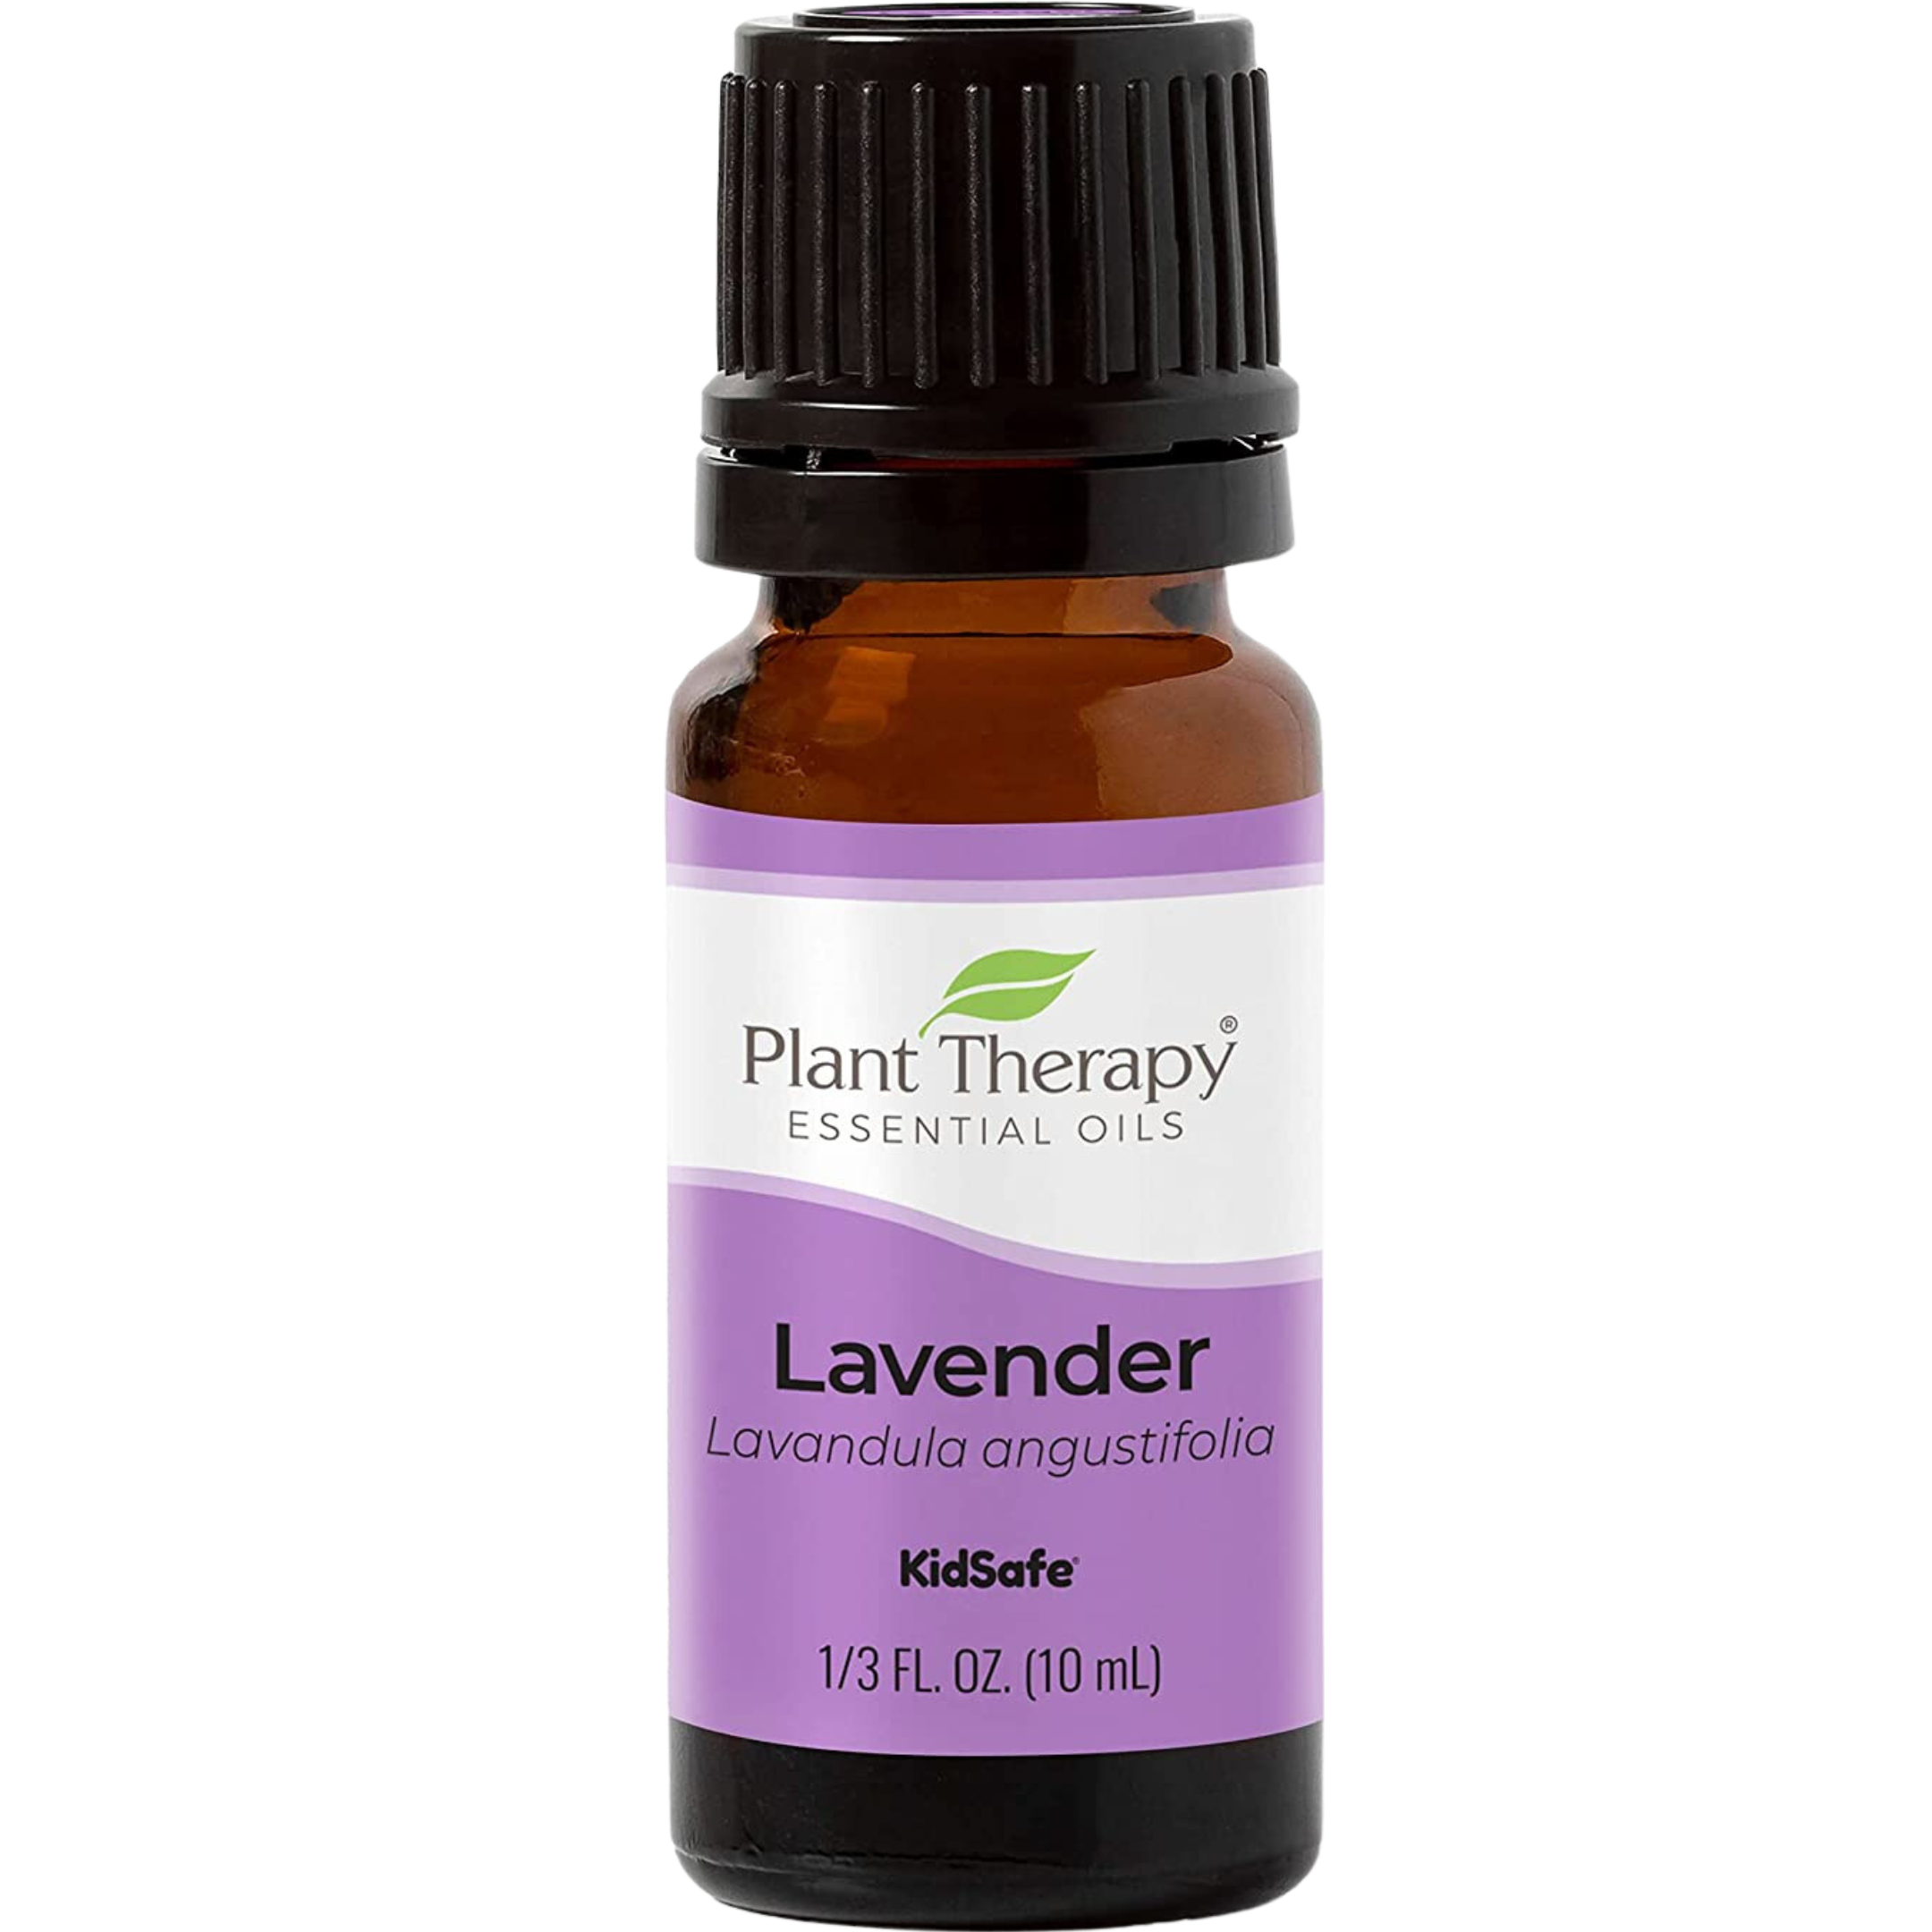 Plant Therapy®
ESSENTIAL OILS
Lavender
Lavandula angustifolia
KidSafe®
1/3 FL. OZ. (10 mL)